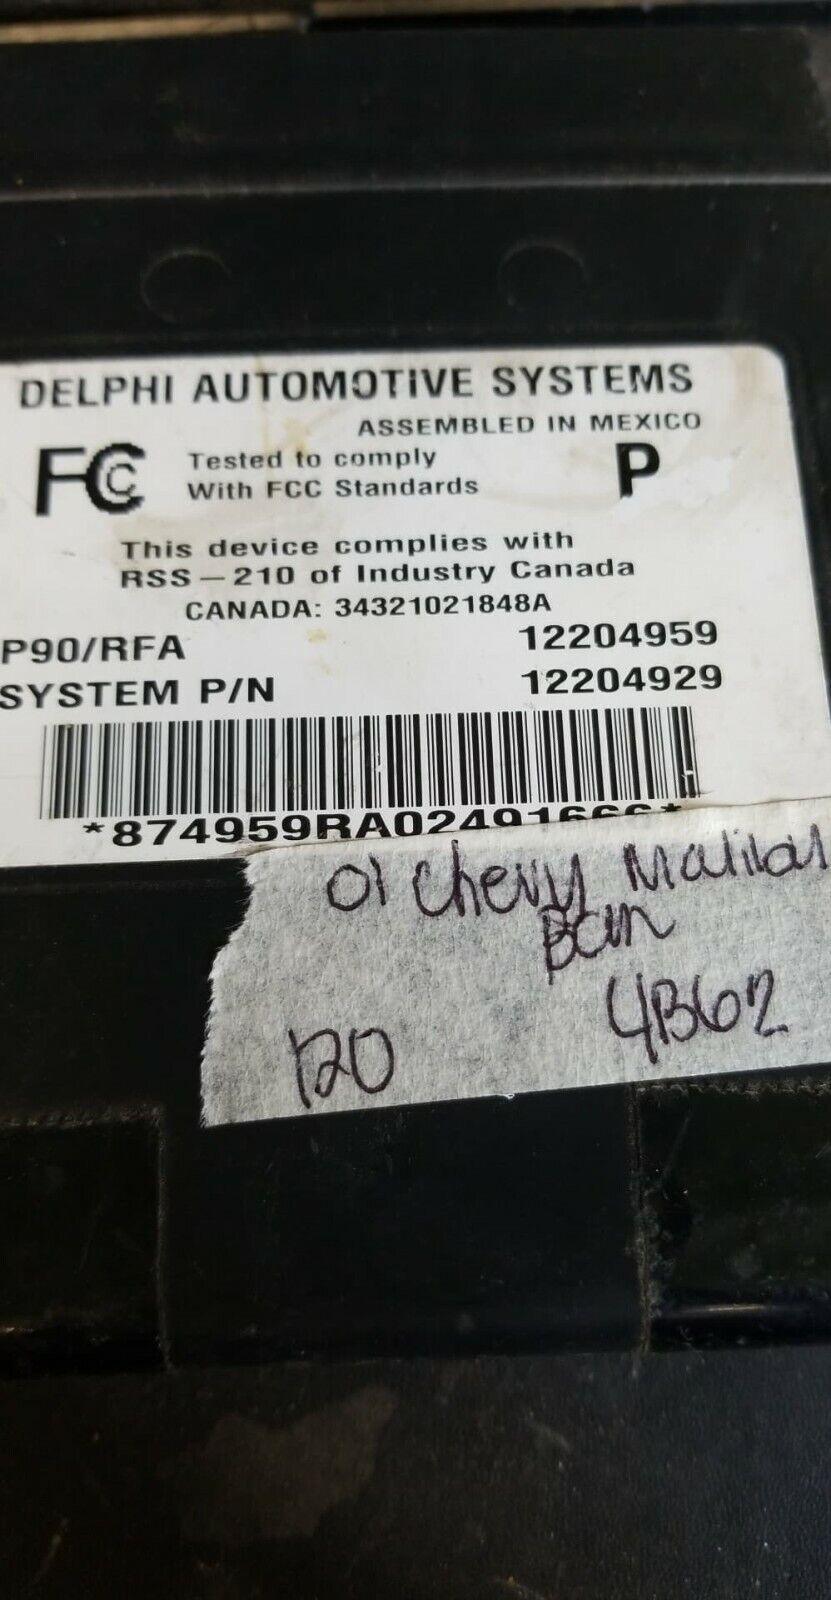 DELPHI AUTOMOTIVE SYSTEMS
ASSEMBLED IN MEXICO
FC Tested to comply P
With FCC Standards
This device complies with
RSS-210 of Industry Canada
CANADA: 34321021848A
P90/RFA 12204959
SYSTEM P/N 12204929
*874959RA02491666*
01 Chevy Malibu
BCM
120 4B62